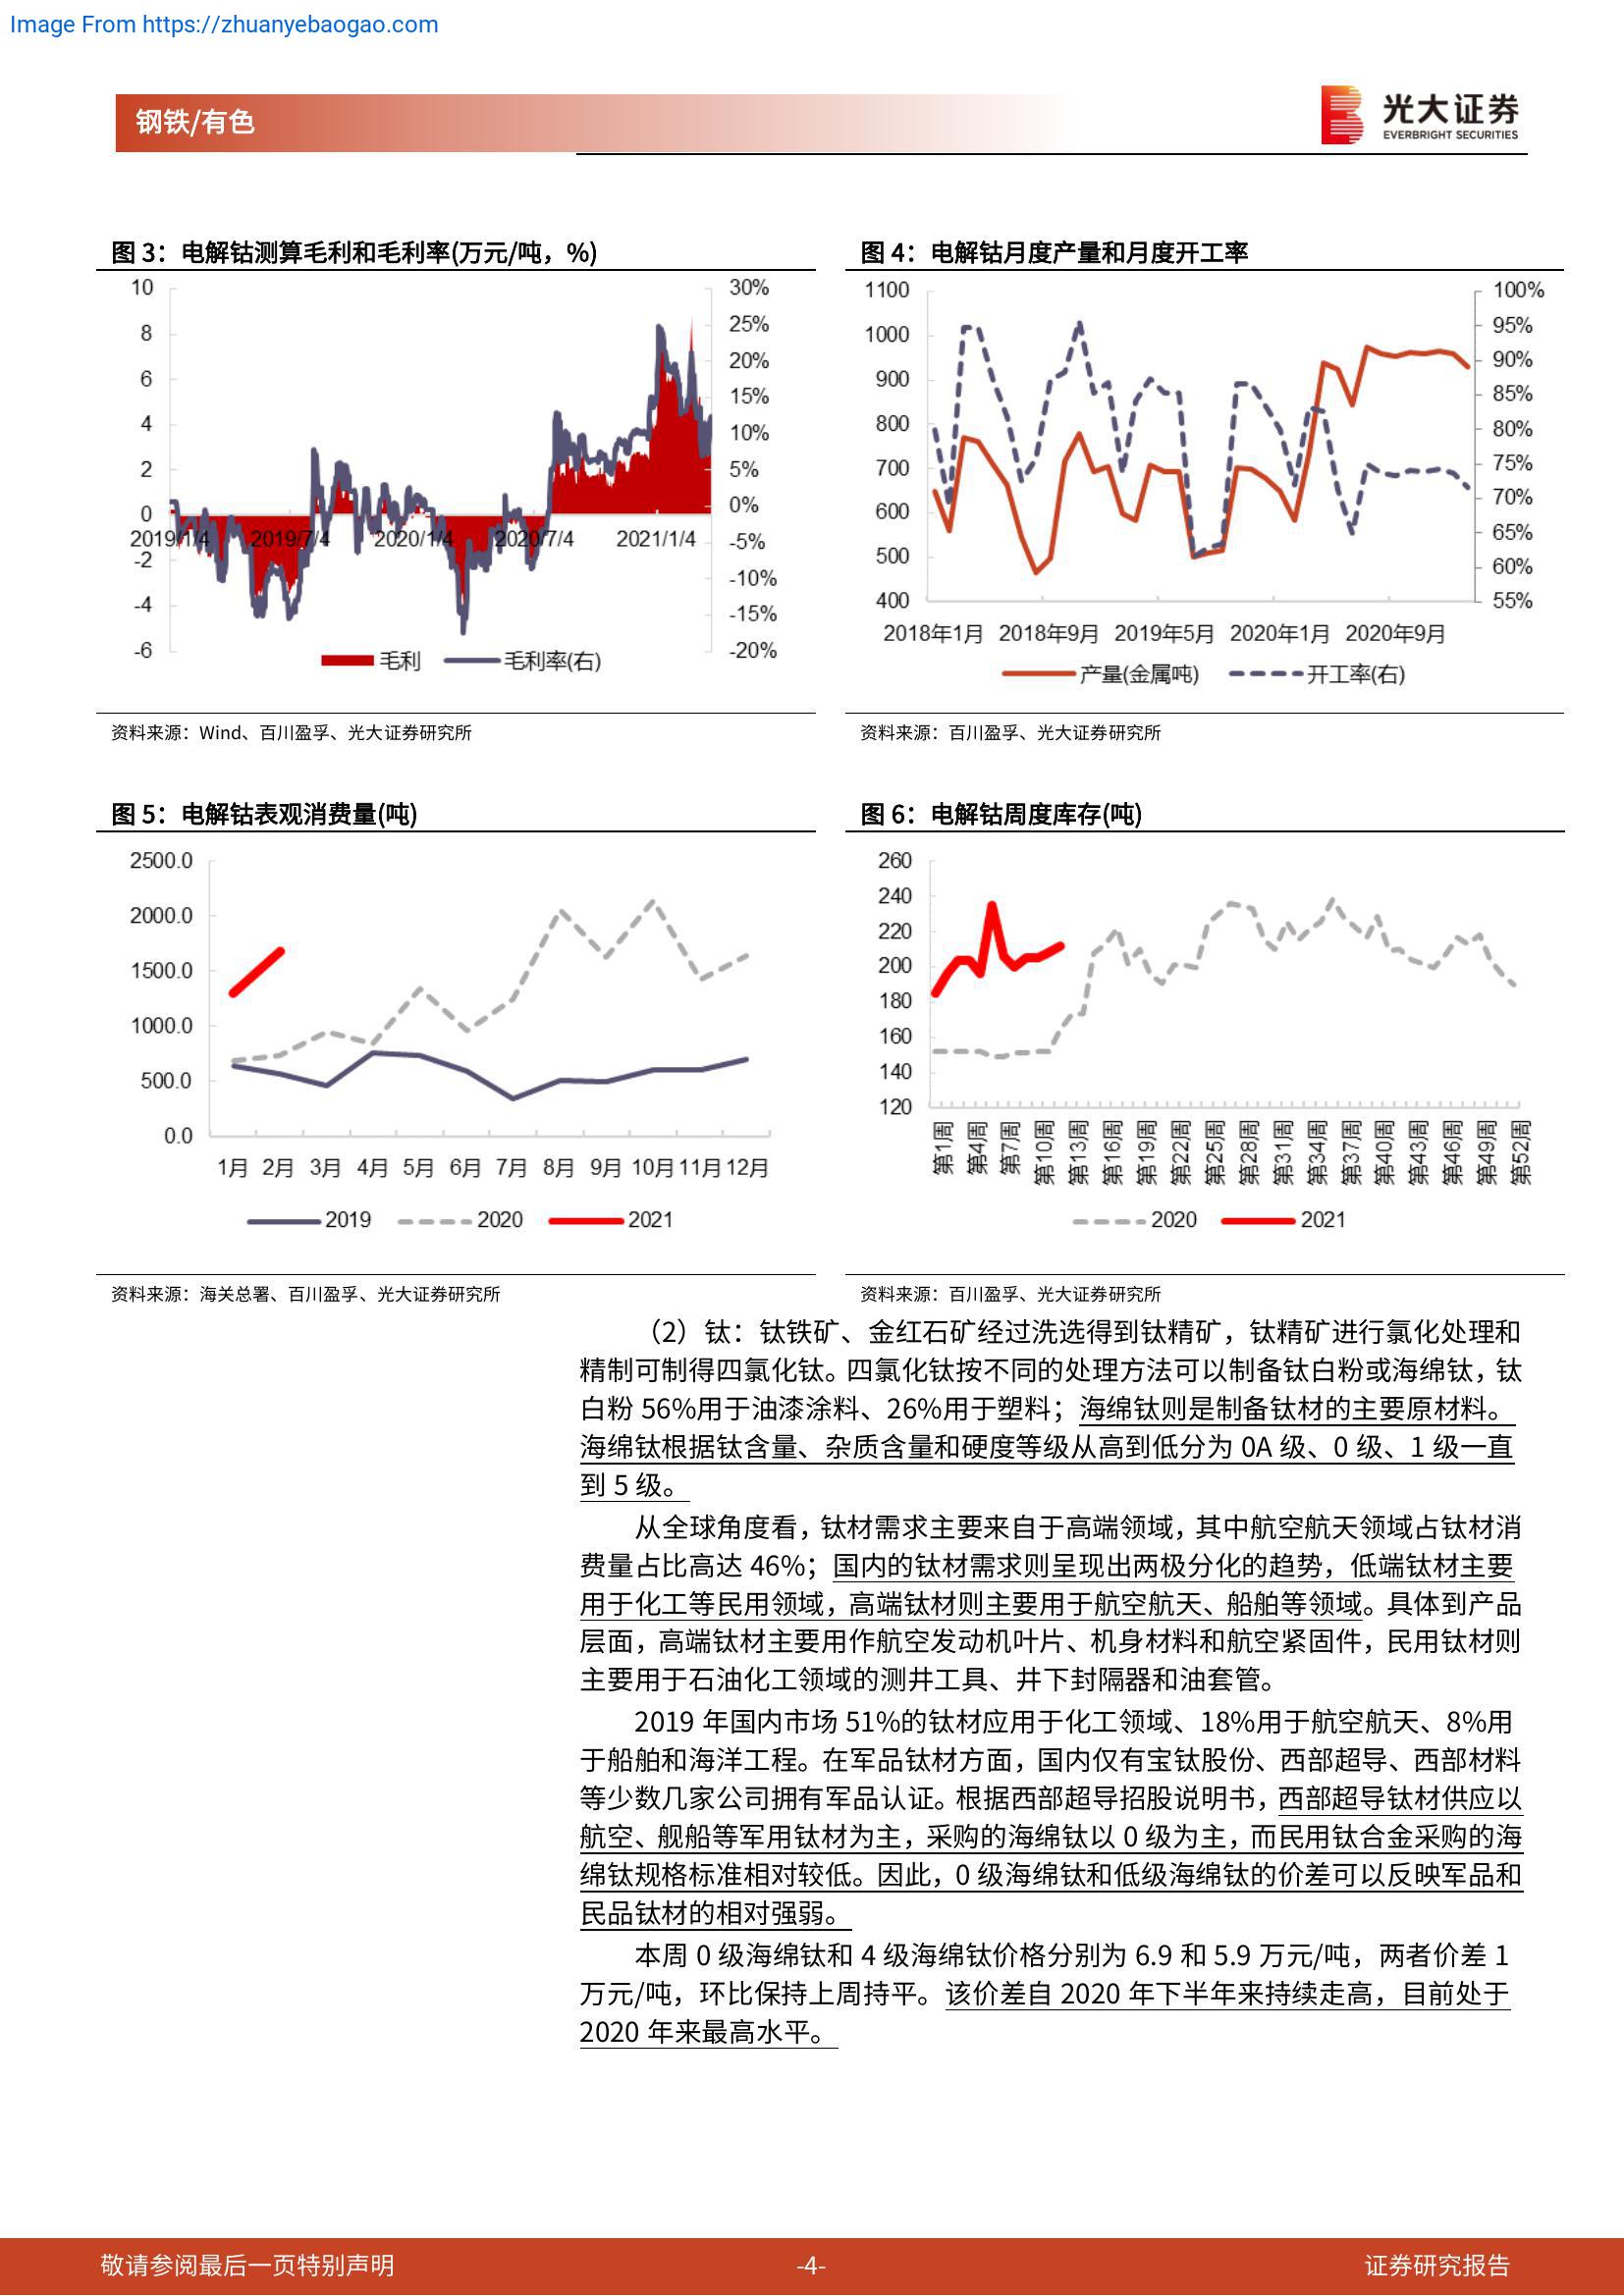 Image From https://zhuanyebaogao.com
钢铁/有色
光大证券
EVERBRIGHT SECURITIES
图 3：电解钴测算毛利和毛利率(万元/吨，%)
10
8
6
4
2
0
-2
-4
-6
30%
25%
20%
15%
10%
5%
0%
-5%
-10%
-15%
-20%
2019/1/4 2019/7/4 2020/1/4 2020/7/4 2021/1/4
毛利 毛利率(右)
资料来源：Wind、百川盈孚、光大证券研究所
图 4：电解钴月度产量和月度开工率
1100
1000
900
800
700
600
500
400
100%
95%
90%
85%
80%
75%
70%
65%
60%
55%
2018年1月 2018年9月 2019年5月 2020年1月 2020年9月
产量(金属吨) 开工率(右)
资料来源：百川盈孚、光大证券研究所
图 5：电解钴表观消费量(吨)
2500.0
2000.0
1500.0
1000.0
500.0
0.0
1月 2月 3月 4月 5月 6月 7月 8月 9月 10月 11月 12月
2019 2020 2021
资料来源：海关总署、百川盈孚、光大证券研究所
图 6：电解钴周度库存(吨)
260
240
220
200
180
160
140
120
第1周 第4周 第7周 第10周 第13周 第16周 第19周 第22周 第25周 第28周 第31周 第34周 第37周 第40周 第43周 第46周 第49周 第52周
2020 2021
资料来源：百川盈孚、光大证券研究所
（2）钛：钛铁矿、金红石矿经过洗选得到钛精矿，钛精矿进行氯化处理和
精制可制得四氯化钛。四氯化钛按不同的处理方法可以制备钛白粉或海绵钛，钛
白粉 56%用于油漆涂料、26%用于塑料；海绵钛则是制备钛材的主要原材料。
海绵钛根据钛含量、杂质含量和硬度等级从高到低分为 0A 级、0 级、1 级一直
到 5 级。
从全球角度看，钛材需求主要来自于高端领域，其中航空航天领域占钛材消
费量占比高达 46%；国内的钛材需求则呈现出两极分化的趋势，低端钛材主要
用于化工等民用领域，高端钛材则主要用于航空航天、船舶等领域。具体到产品
层面，高端钛材主要用作航空发动机叶片、机身材料和航空紧固件，民用钛材则
主要用于石油化工领域的测井工具、井下封隔器和油套管。
2019 年国内市场 51%的钛材应用于化工领域、18%用于航空航天、8%用
于船舶和海洋工程。在军品钛材方面，国内仅有宝钛股份、西部超导、西部材料
等少数几家公司拥有军品认证。根据西部超导招股说明书，西部超导钛材供应以
航空、舰船等军用钛材为主，采购的海绵钛以 0 级为主，而民用钛合金采购的海
绵钛规格标准相对较低。因此，0 级海绵钛和低级海绵钛的价差可以反映军品和
民品钛材的相对强弱。
本周 0 级海绵钛和 4 级海绵钛价格分别为 6.9 和 5.9 万元/吨，两者价差 1
万元/吨，环比保持上周持平。该价差自 2020 年下半年来持续走高，目前处于
2020 年来最高水平。
敬请参阅最后一页特别声明
-4-
证券研究报告